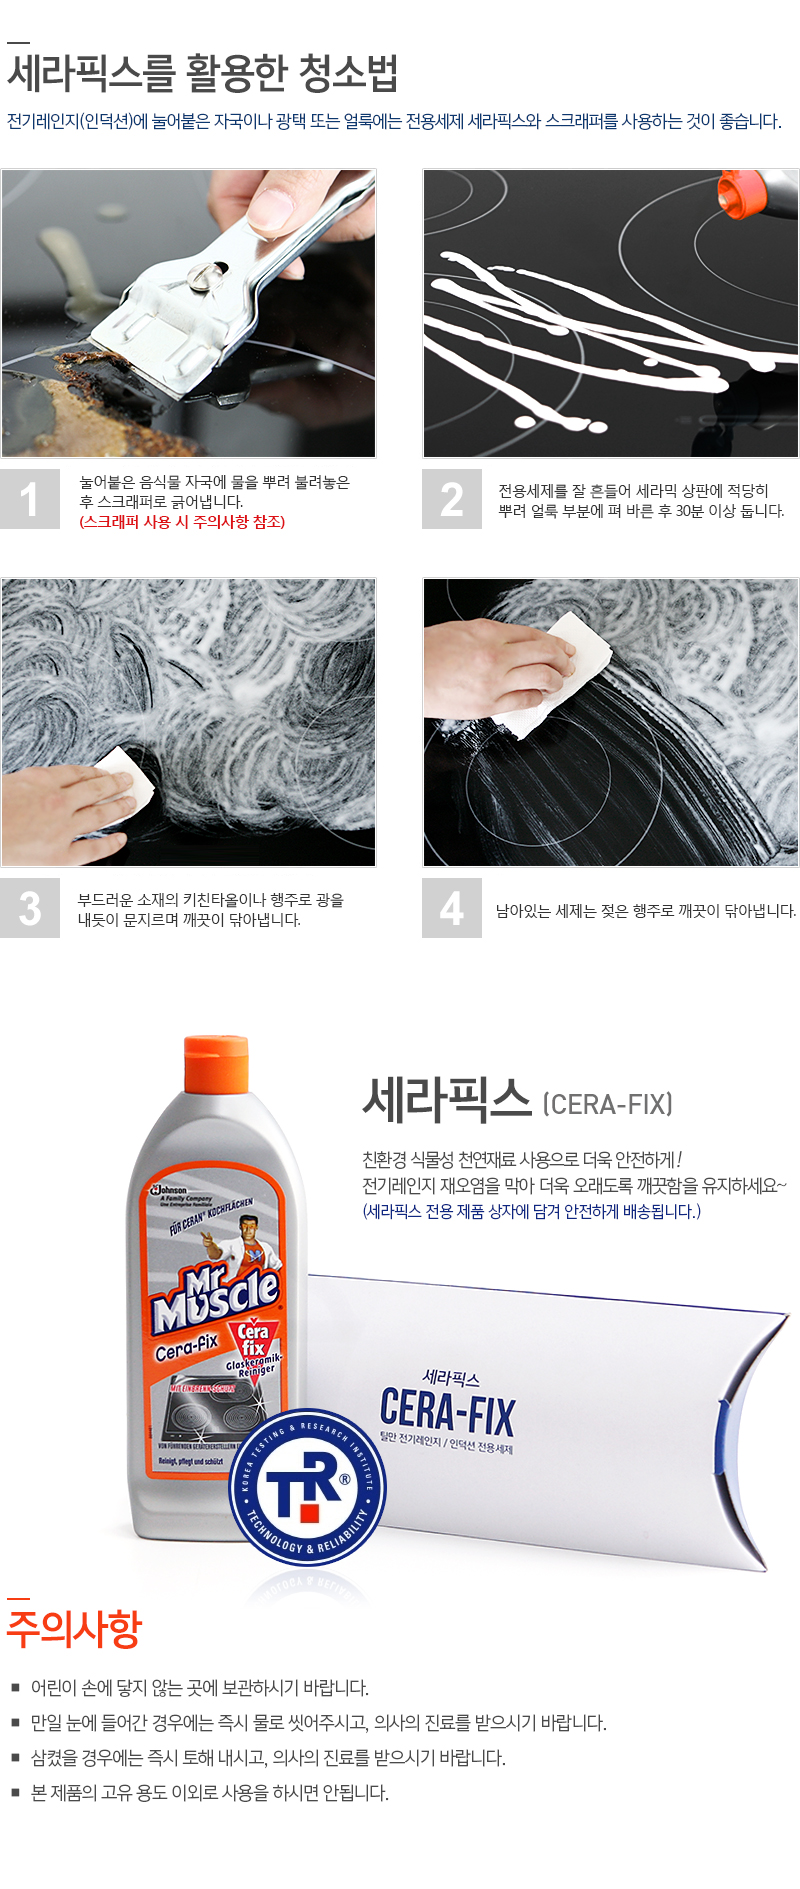 세라픽스를 활용한 청소법
전기레인지(인덕션)에 눌어붙은 자국이나 광택 또는 얼룩에는 전용세제 세라픽스와 스크래퍼를 사용하는 것이 좋습니다.
1
눌어붙은 음식물 자국에 물을 뿌려 불려놓은
후 스크래퍼로 긁어냅니다.
(스크래퍼 사용 시 주의사항 참조)
2
전용세제를 잘 흔들어 세라믹 상판에 적당히
뿌려 얼룩 부분에 펴 바른 후 30분 이상 둡니다.
3
부드러운 소재의 키친타올이나 행주로 광을
내듯이 문지르며 깨끗이 닦아냅니다.
4
남아있는 세제는 젖은 행주로 깨끗이 닦아냅니다.
세라픽스 (CERA-FIX)
친환경 식물성 천연재료 사용으로 더욱 안전하게!
전기레인지 재오염을 막아 더욱 오래도록 깨끗함을 유지하세요~
(세라픽스 전용 제품 상자에 담겨 안전하게 배송됩니다.)
Johnson
A Family Company
Une Entreprise Familiale
FÜR CERAN® KOCHFLÄCHEN
Mr
Muscle
Cera-fix
Cera
fix
Glaskeramik-
Reiniger
MIT EINBRENN-SCHUTZ
VON FÜHRENDEN GERÄTEHERSTELLERN
Reinigt, pflegt und schützt
세라픽스
CERA-FIX
틸만 전기레인지 / 인덕션 전용세제
KOREA TESTING & RESEARCH INSTITUTE
TR®
TECHNOLOGY & RELIABILITY
주의사항
■ 어린이 손에 닿지 않는 곳에 보관하시기 바랍니다.
■ 만일 눈에 들어간 경우에는 즉시 물로 씻어주시고, 의사의 진료를 받으시기 바랍니다.
■ 삼켰을 경우에는 즉시 토해 내시고, 의사의 진료를 받으시기 바랍니다.
■ 본 제품의 고유 용도 이외로 사용을 하시면 안됩니다.